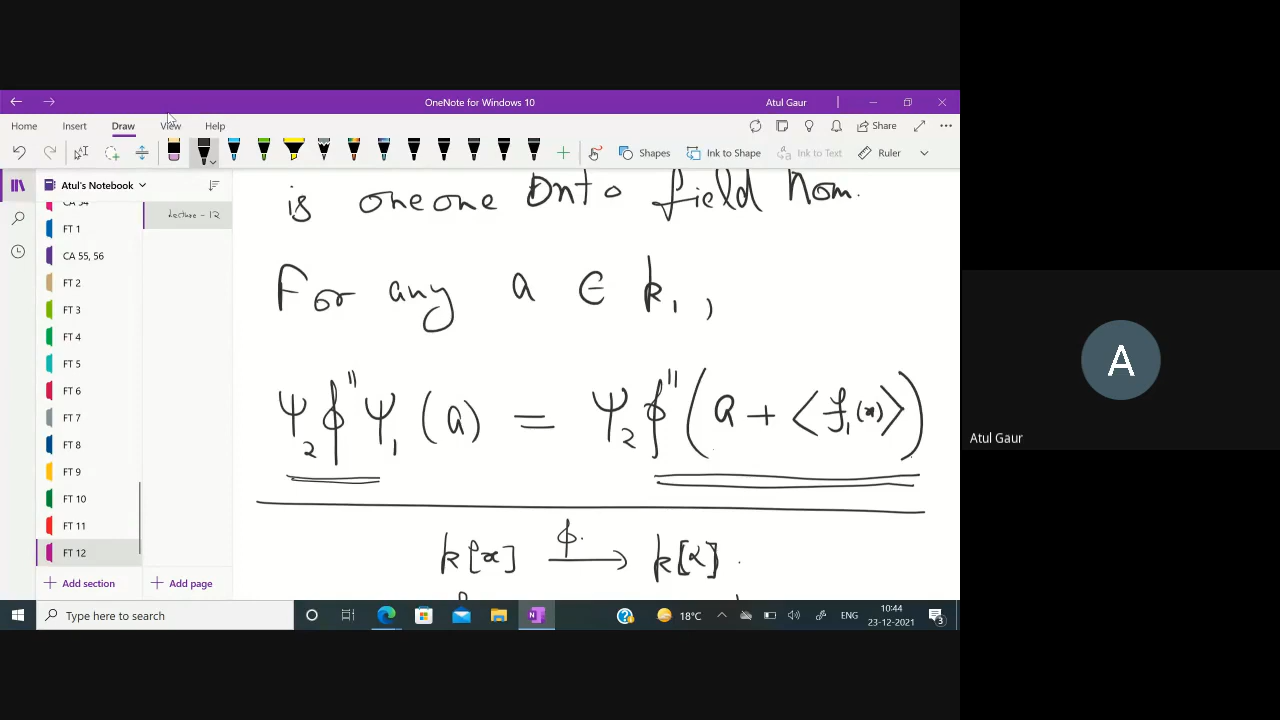 OneNote for Windows 10
Atul Gaur
Home Insert Draw View Help
Share
Shapes Ink to Shape Ink to Text Ruler
Atul's Notebook
CA 54
FT 1
CA 55, 56
FT 2
FT 3
FT 4
FT 5
FT 6
FT 7
FT 8
FT 9
FT 10
FT 11
FT 12
Add section
Lecture - 12
Add page
is oneone onto field hom.
For any a ∈ k₁,
Ψ₂ϕ''Ψ₁(a) = Ψ₂ϕ''(a + <f₁(x)>)
k[x] ϕ → k[α].
Type here to search
18°C
ENG
10:44
23-12-2021
3
A
Atul Gaur